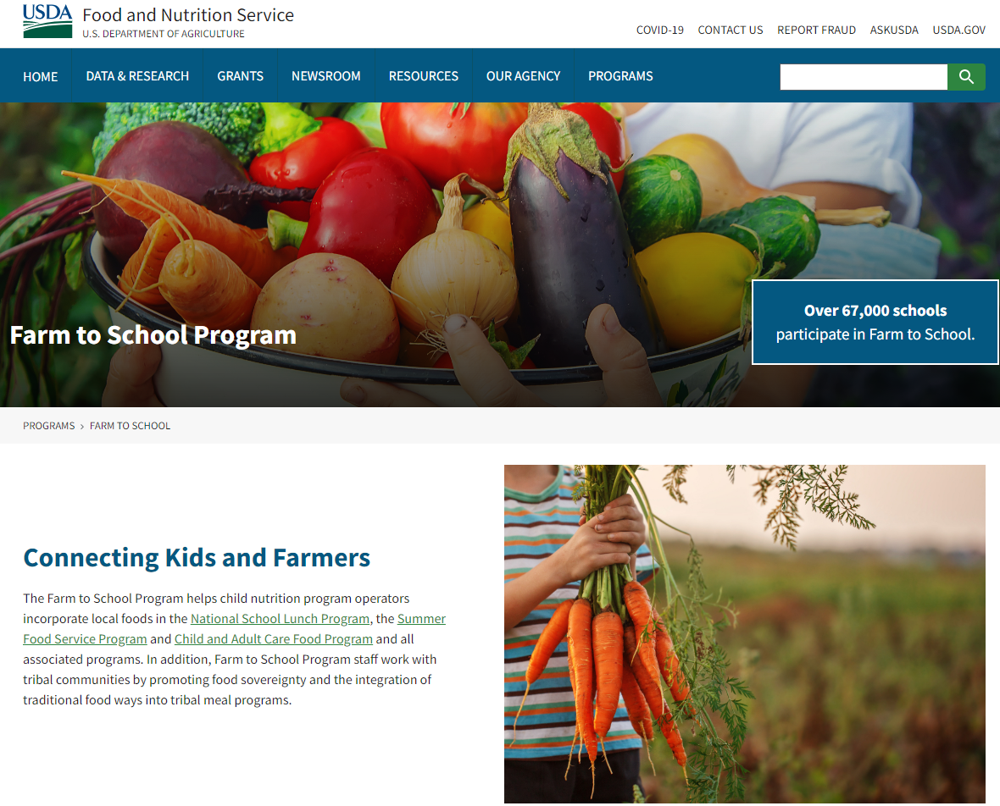 USDA
Food and Nutrition Service
U.S. DEPARTMENT OF AGRICULTURE
COVID-19 CONTACT US REPORT FRAUD ASKUSDA USDA.GOV
HOME DATA & RESEARCH GRANTS NEWSROOM RESOURCES OUR AGENCY PROGRAMS
Over 67,000 schools
participate in Farm to School.
Farm to School Program
PROGRAMS › FARM TO SCHOOL
Connecting Kids and Farmers
The Farm to School Program helps child nutrition program operators
incorporate local foods in the National School Lunch Program, the Summer
Food Service Program and Child and Adult Care Food Program and all
associated programs. In addition, Farm to School Program staff work with
tribal communities by promoting food sovereignty and the integration of
traditional food ways into tribal meal programs.